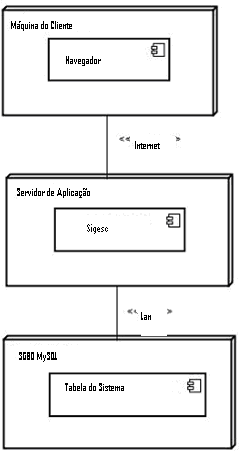 Máquina do Cliente
Navegador
<< Internet >>
Servidor de Aplicação
Sigesc
<< Lan >>
SGBD MySQL
Tabela do Sistema